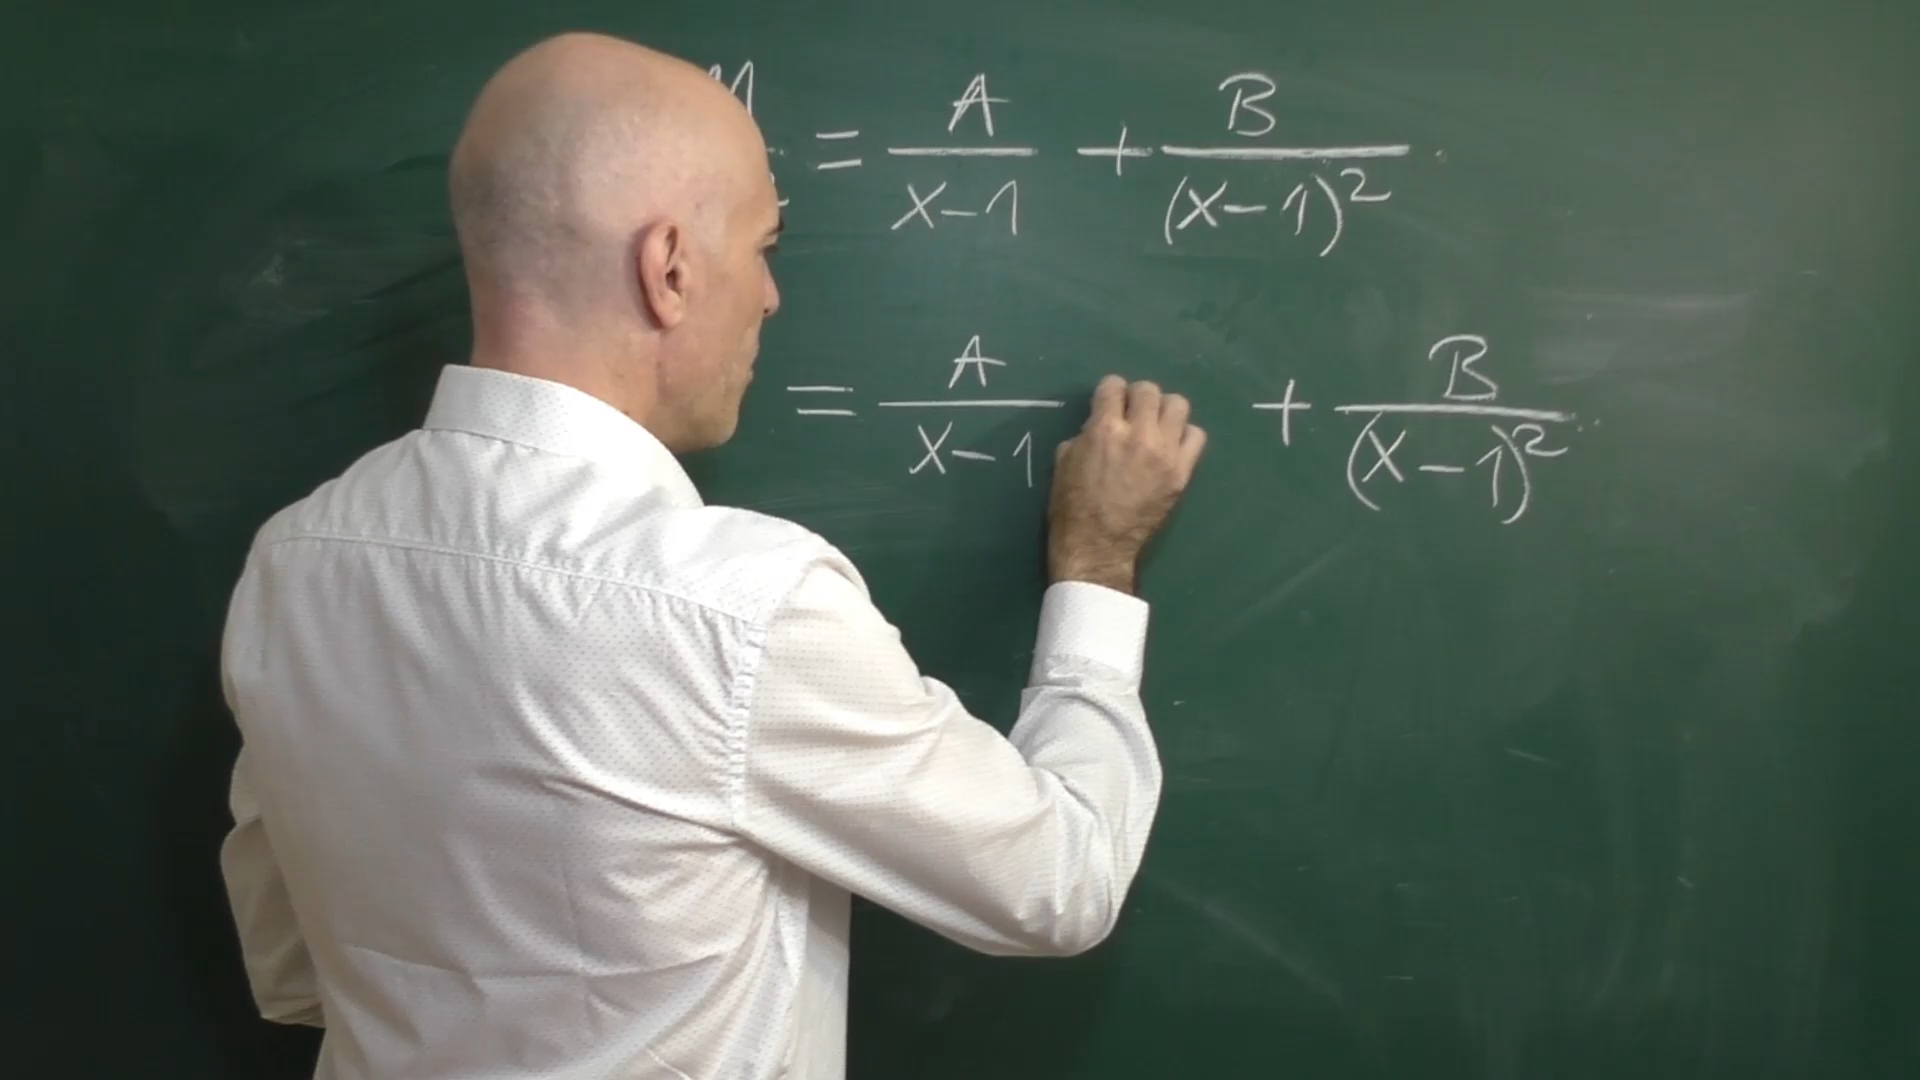 = A/(x-1) + B/(x-1)²
= A/(x-1) + B/(x-1)²